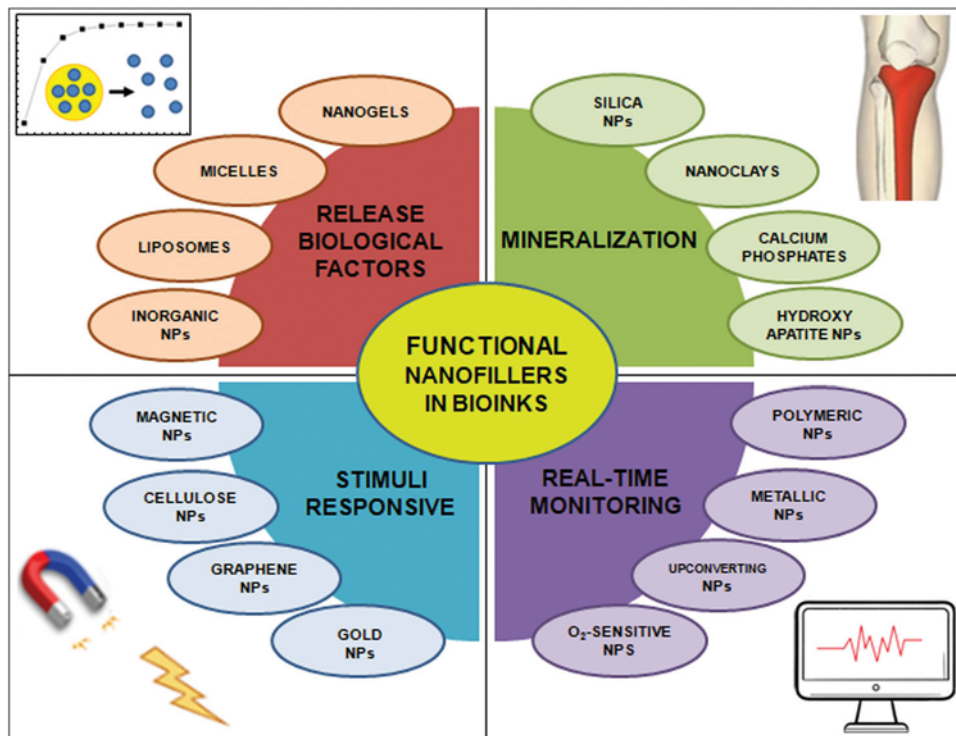 NANOGELS
MICELLES
LIPOSOMES
INORGANIC
NPs
RELEASE
BIOLOGICAL
FACTORS
SILICA
NPs
NANOCLAYS
CALCIUM
PHOSPHATES
HYDROXY
APATITE NPs
MINERALIZATION
FUNCTIONAL
NANOFILLERS
IN BIOINKS
MAGNETIC
NPs
CELLULOSE
NPs
GRAPHENE
NPs
GOLD
NPs
STIMULI
RESPONSIVE
REAL-TIME
MONITORING
POLYMERIC
NPs
METALLIC
NPs
UPCONVERTING
NPs
O₂-SENSITIVE
NPS